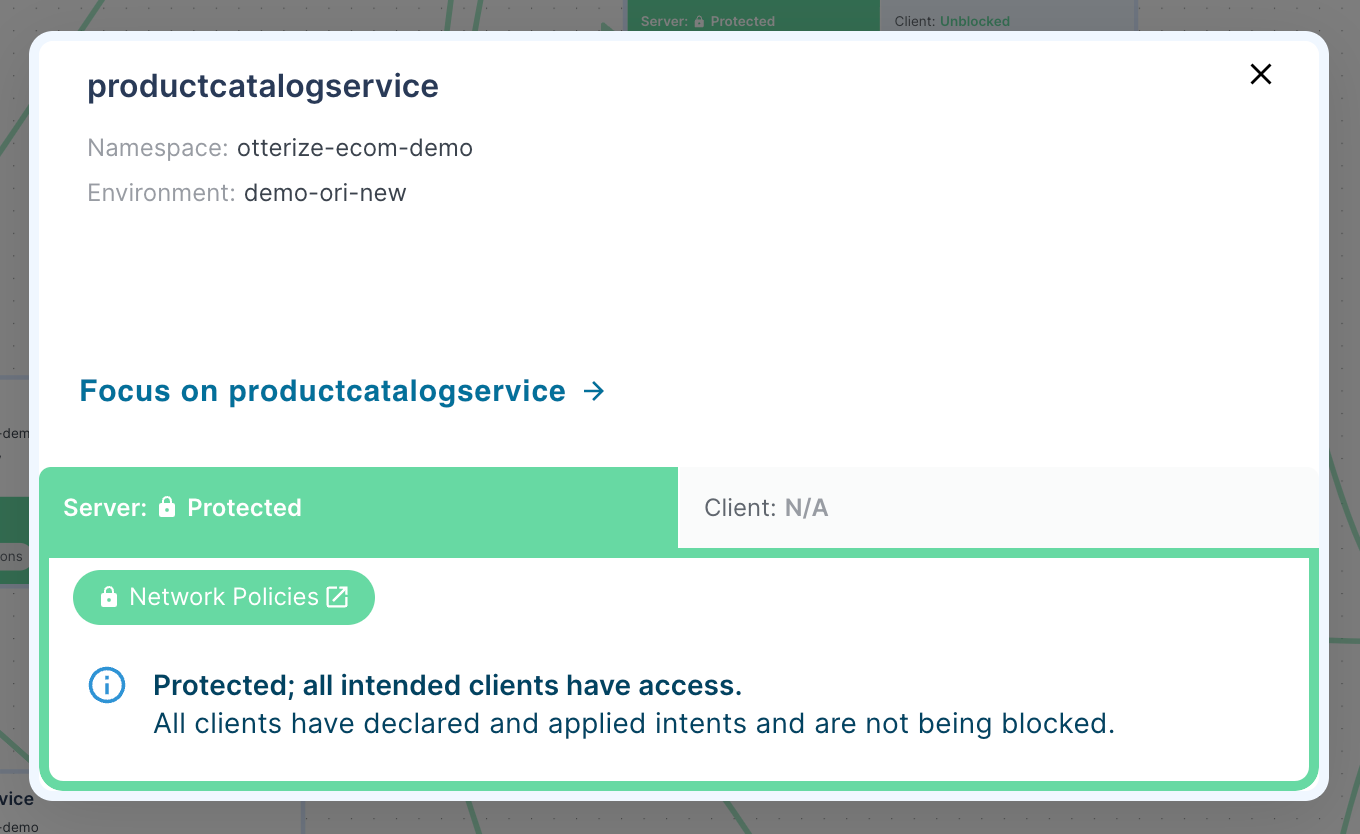 Server: Protected
Client: Unblocked
productcatalogservice
Namespace: otterize-ecom-demo
Environment: demo-ori-new
Focus on productcatalogservice →
-dem
Server: Protected
Client: N/A
ons
Network Policies
Protected; all intended clients have access.
All clients have declared and applied intents and are not being blocked.
vice
-demo